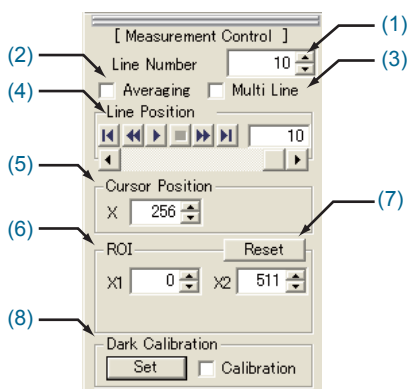 [ Measurement Control ]
(1)
(2)
Line Number 10
(3)
Averaging Multi Line
(4)
Line Position
10
(5)
Cursor Position
X 256
(7)
(6)
ROI Reset
X1 0 X2 511
(8)
Dark Calibration
Set Calibration